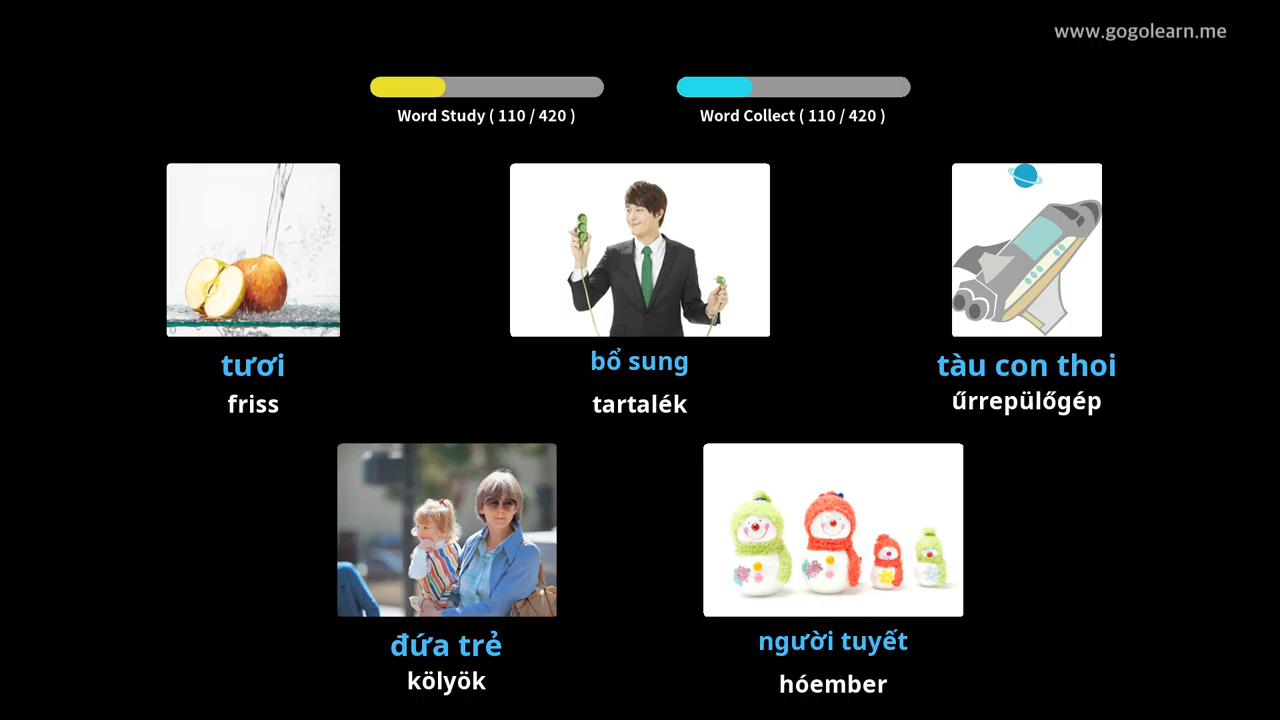 www.gogolearn.me
Word Study ( 110 / 420 )
Word Collect ( 110 / 420 )
tươi
friss
bổ sung
tartalék
tàu con thoi
űrrepülőgép
đứa trẻ
kölyök
người tuyết
hóember